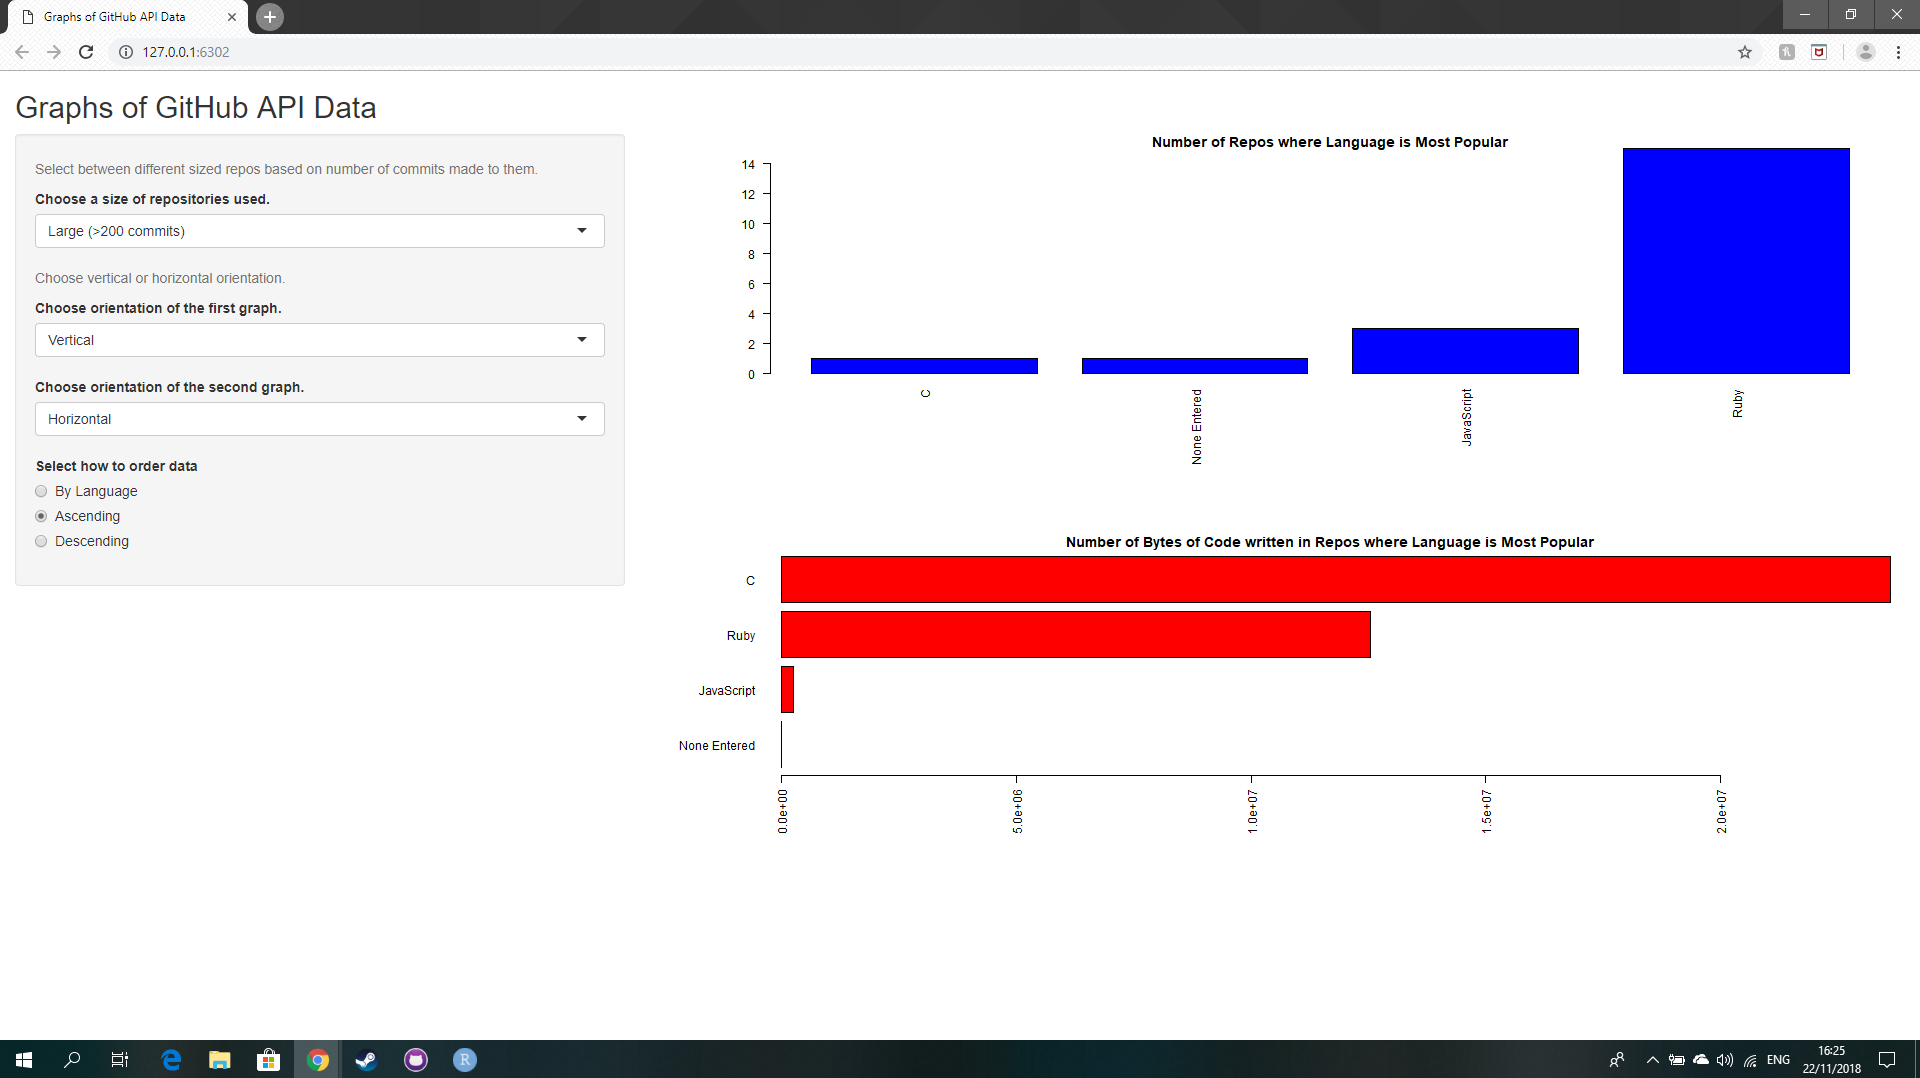 Graphs of GitHub API Data
127.0.0.1:6302
Graphs of GitHub API Data
Select between different sized repos based on number of commits made to them.
Choose a size of repositories used.
Large (>200 commits)
Choose vertical or horizontal orientation.
Choose orientation of the first graph.
Vertical
Choose orientation of the second graph.
Horizontal
Select how to order data
By Language
Ascending
Descending
Number of Repos where Language is Most Popular
14
12
10
8
6
4
2
0
C
None Entered
JavaScript
Ruby
Number of Bytes of Code written in Repos where Language is Most Popular
C
Ruby
JavaScript
None Entered
0.0e+00
5.0e+06
1.0e+07
1.5e+07
2.0e+07
R
ENG
16:25
22/11/2018